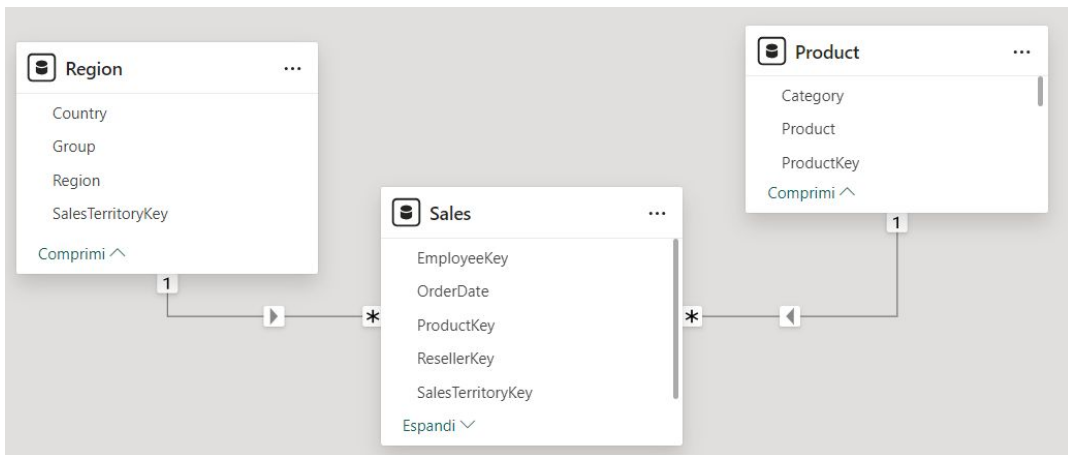 Region
...
Country
Group
Region
SalesTerritoryKey
Comprimi
1
*
Sales
...
EmployeeKey
OrderDate
ProductKey
ResellerKey
SalesTerritoryKey
Espandi
Product
...
Category
Product
ProductKey
Comprimi
1
*